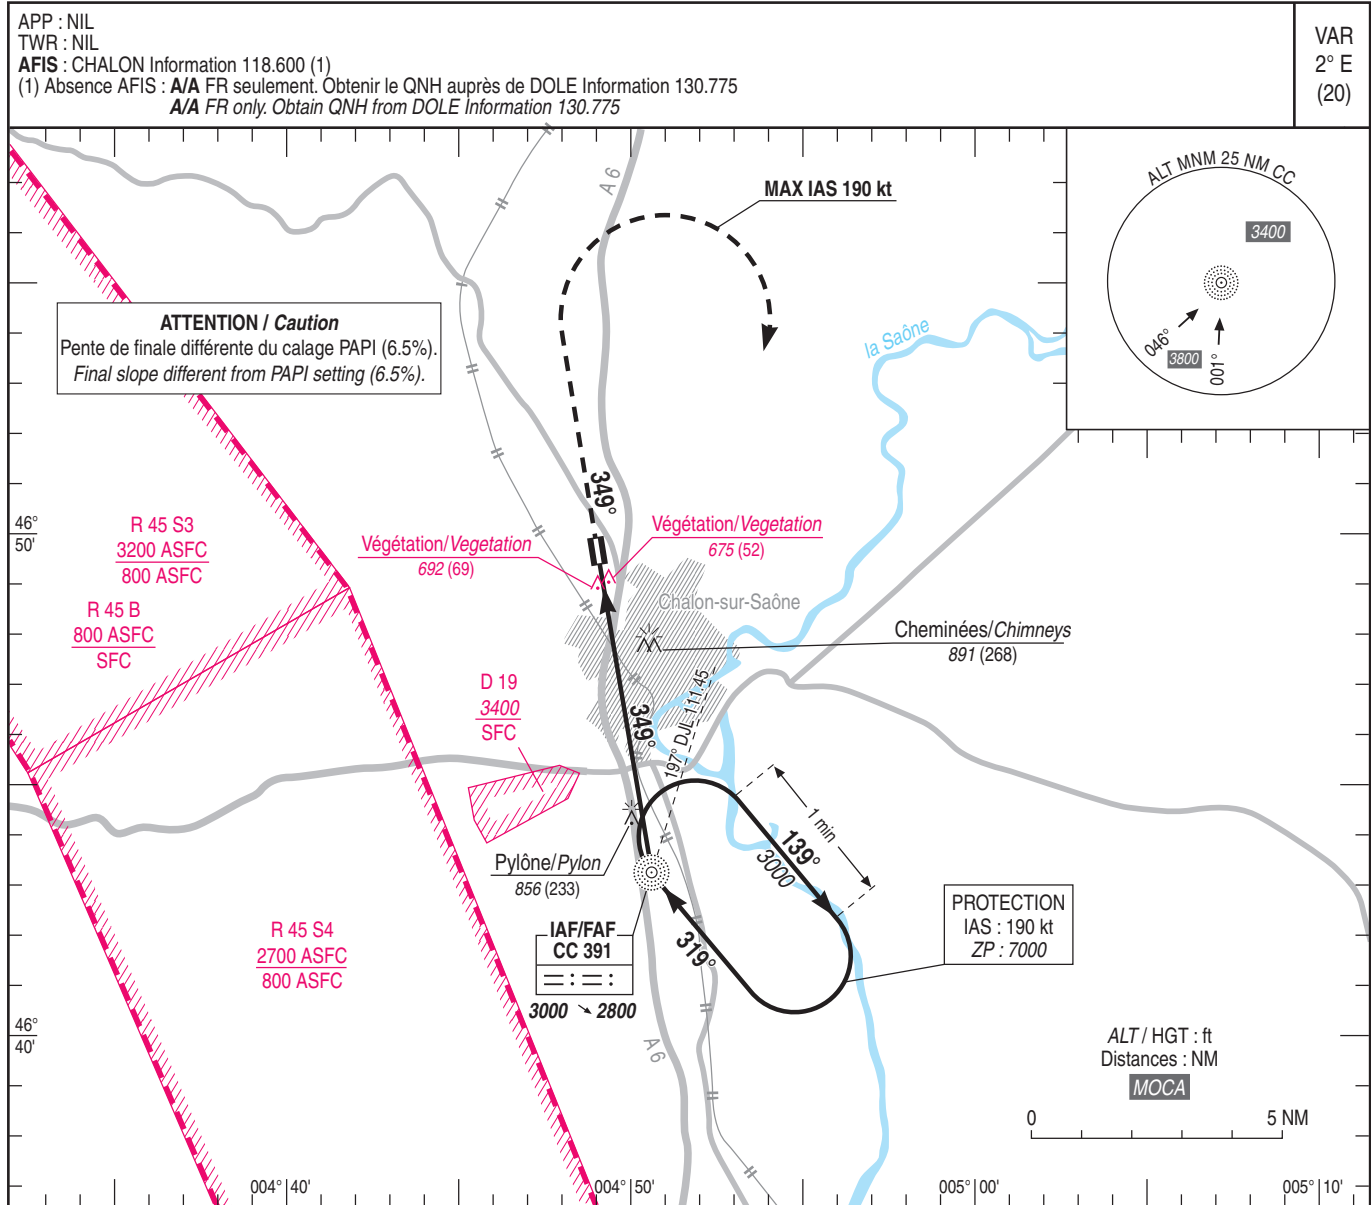 APP : NIL
TWR : NIL
AFIS : CHALON Information 118.600 (1)
(1) Absence AFIS : A/A FR seulement. Obtenir le QNH auprès de DOLE Information 130.775
A/A FR only. Obtain QNH from DOLE Information 130.775
VAR
2° E
(20)
ALT MNM 25 NM CC
3400
046°
3800
001°
A 6
MAX IAS 190 kt
ATTENTION / Caution
Pente de finale différente du calage PAPI (6.5%).
Final slope different from PAPI setting (6.5%).
la Saône
349°
46°
50'
R 45 S3
3200 ASFC
800 ASFC
R 45 B
800 ASFC
SFC
Végétation/Vegetation
692 (69)
Végétation/Vegetation
675 (52)
Chalon-sur-Saône
Cheminées/Chimneys
891 (268)
D 19
3400
SFC
349°
197° DJL 111.45
1 min
139°
3000
Pylône/Pylon
856 (233)
319°
IAF/FAF
CC 391
3000 ↘ 2800
PROTECTION
IAS : 190 kt
ZP : 7000
R 45 S4
2700 ASFC
800 ASFC
46°
40'
A 6
ALT / HGT : ft
Distances : NM
MOCA
0 5 NM
004° 40' 004° 50' 005° 00' 005° 10'